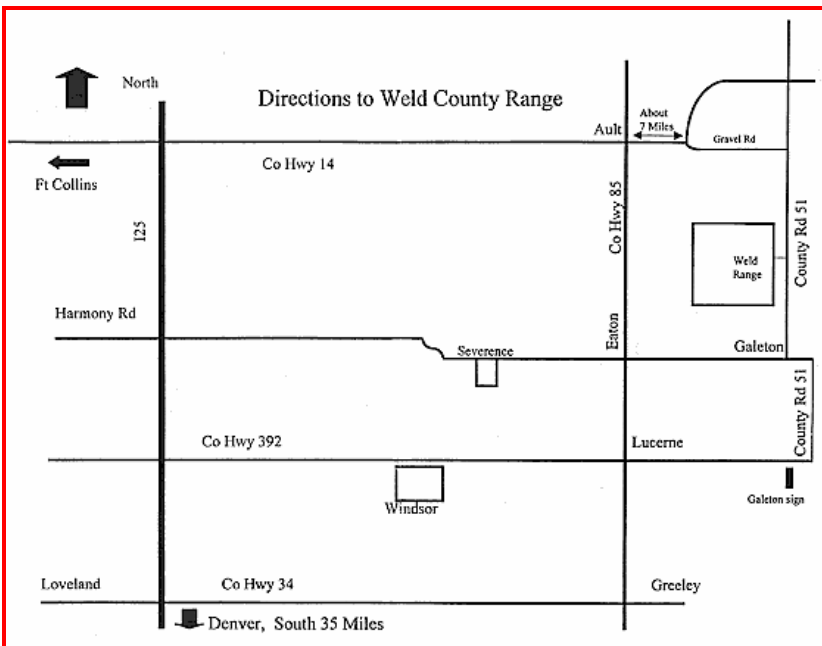 North
Directions to Weld County Range
About
7 Miles
Ault
Gravel Rd
Co Hwy 14
Ft Collins
I25
Co Hwy 85
County Rd 51
Weld
Range
Harmony Rd
Eaton
Severence
Galeton
County Rd 51
Co Hwy 392
Lucerne
Windsor
Galeton sign
Loveland
Co Hwy 34
Greeley
Denver, South 35 Miles